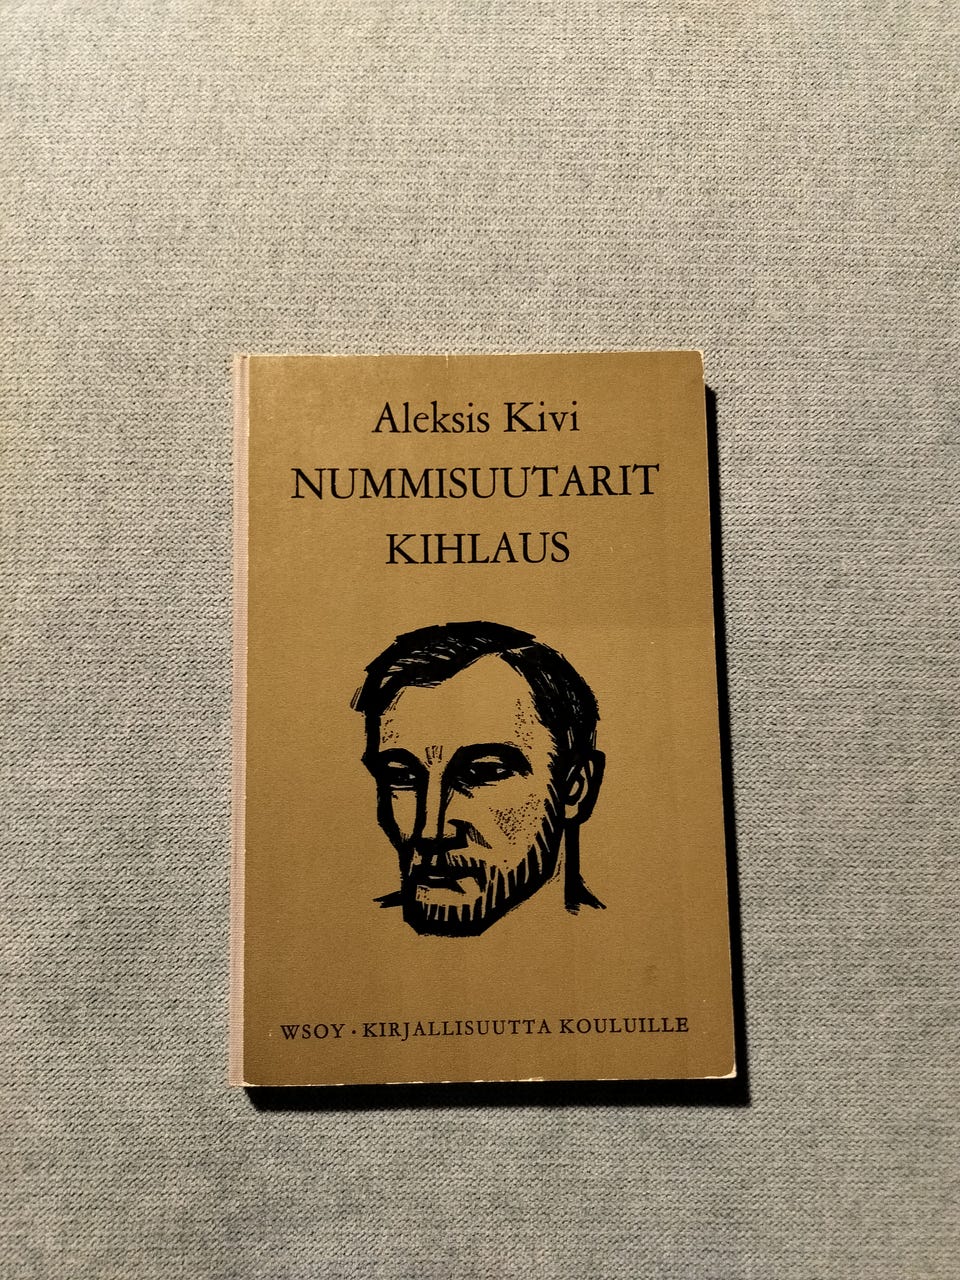 Aleksis Kivi
NUMMISUUTARIT
KIHLAUS
WSOY · KIRJALLISUUTTA KOULUILLE